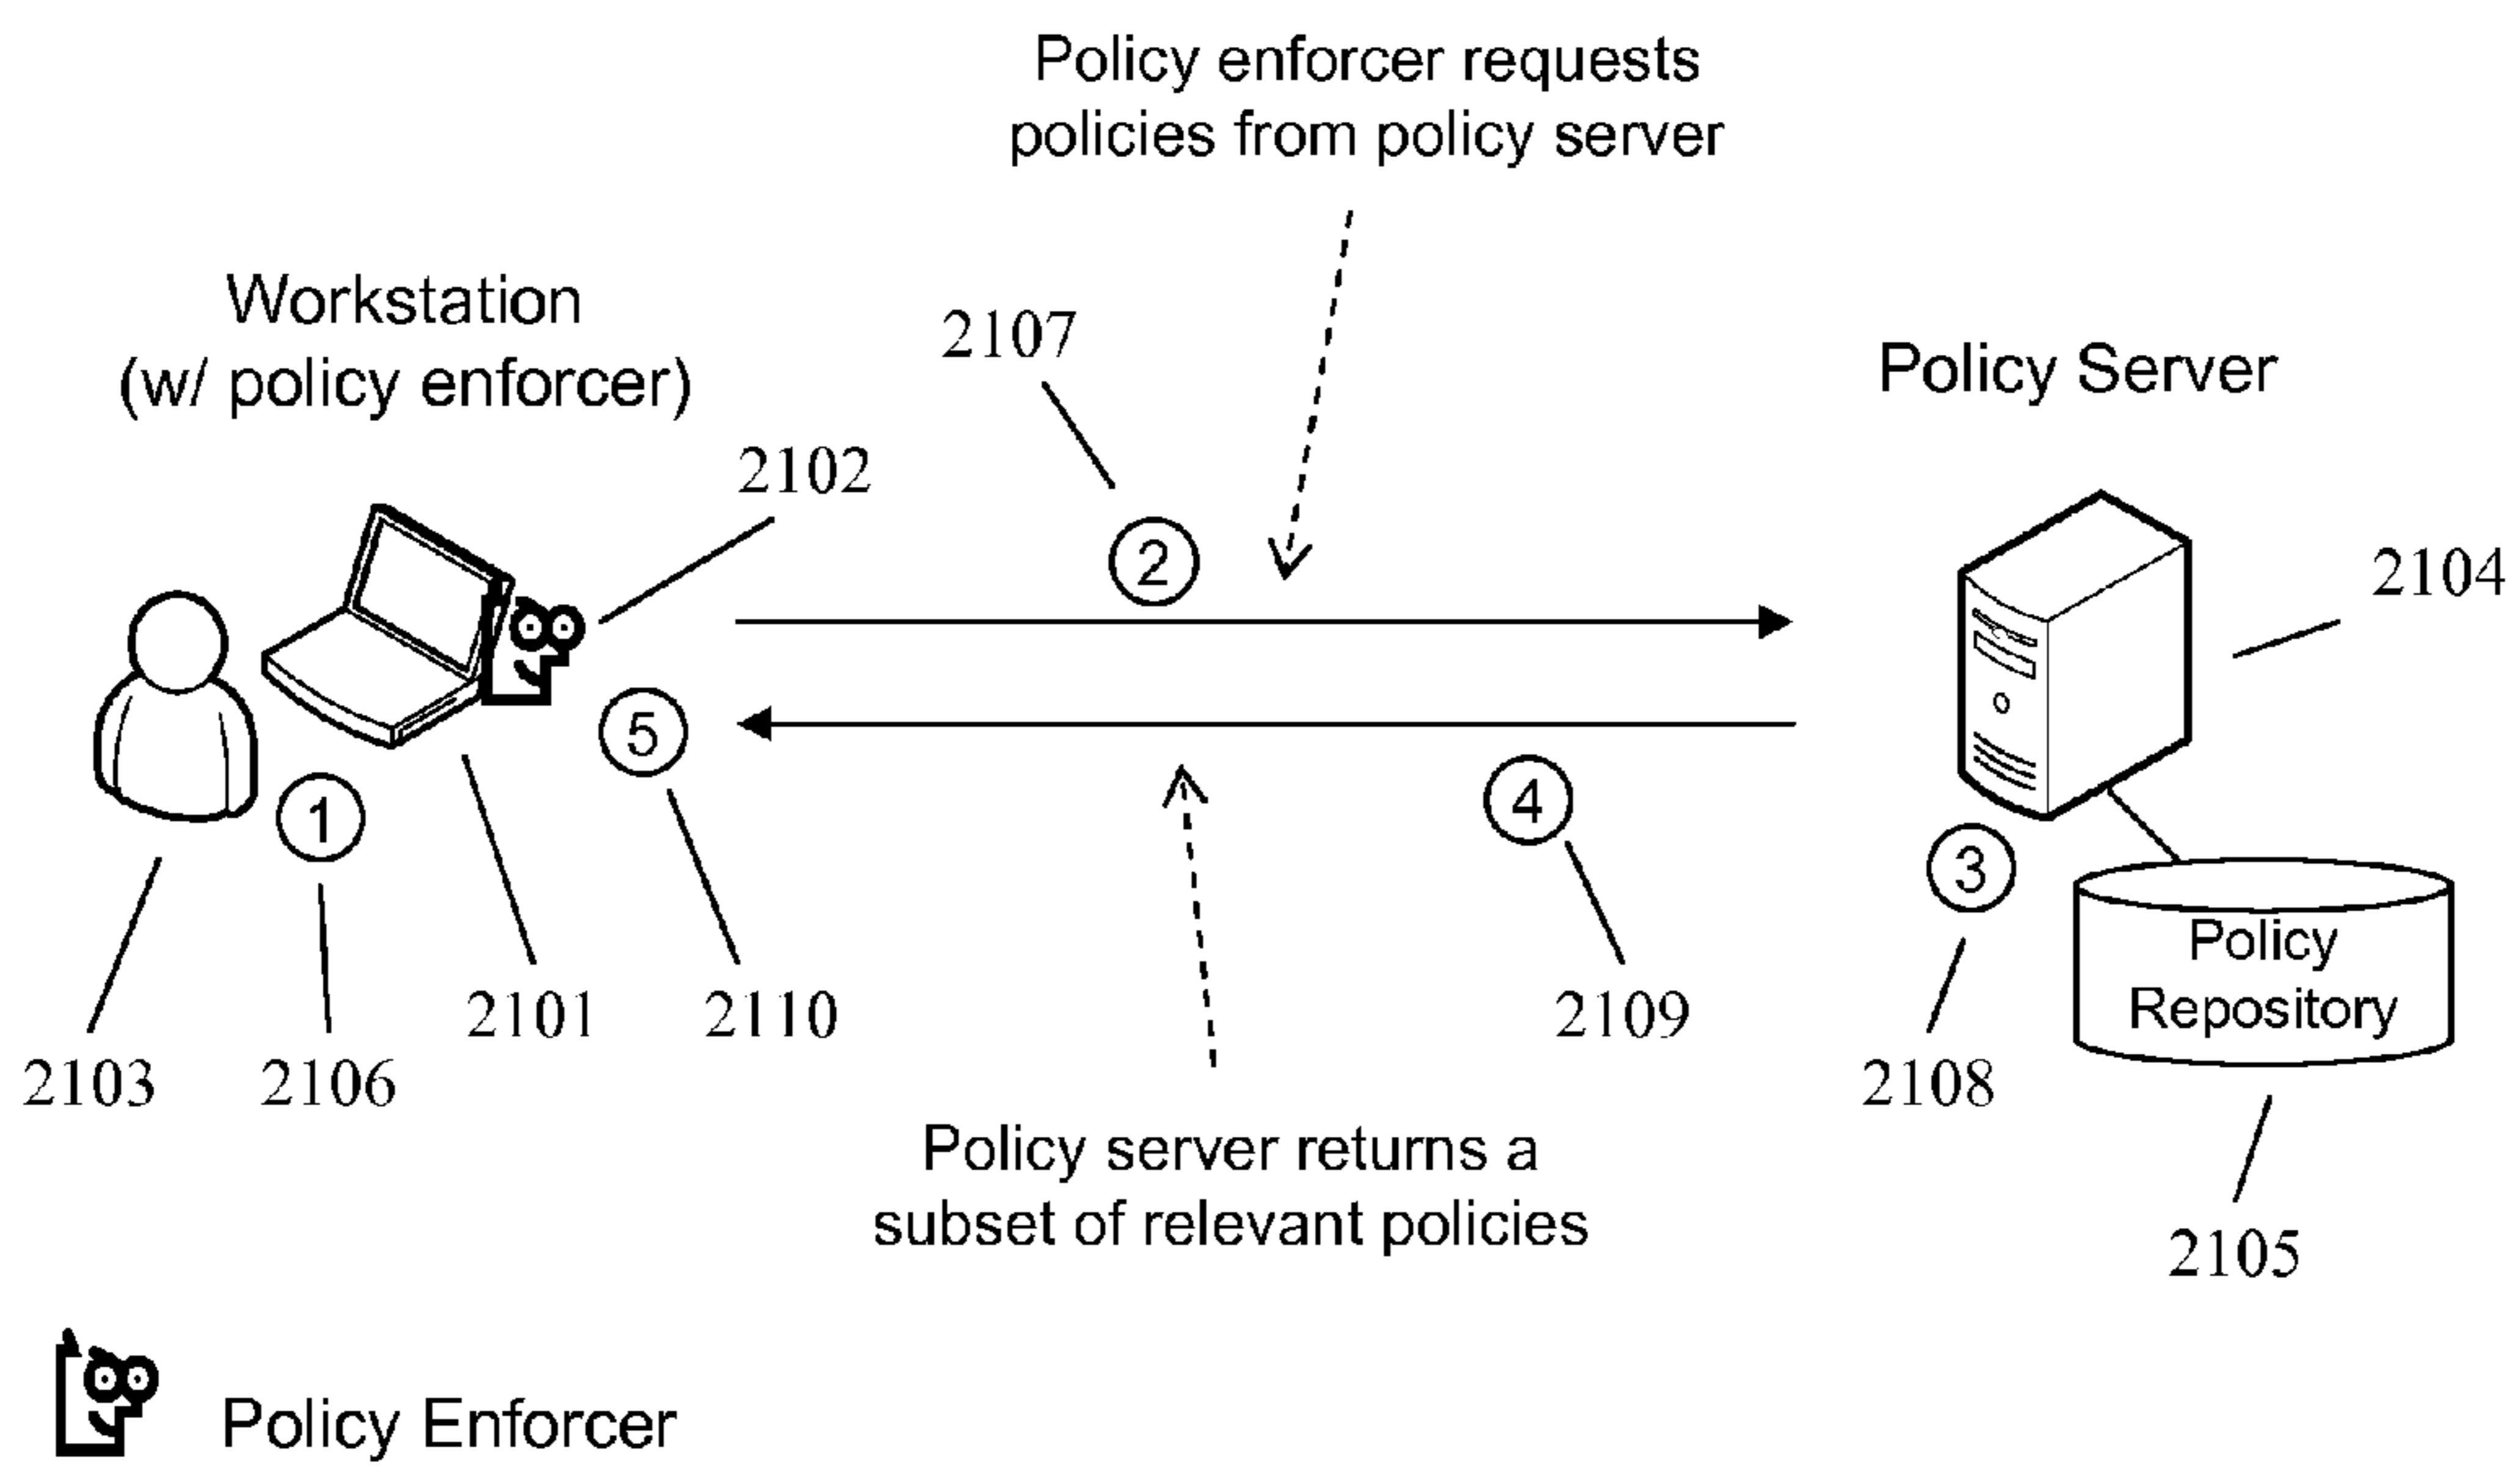 Policy enforcer requests
policies from policy server
Workstation
(w/ policy enforcer)
2107
Policy Server
2102
2
2104
5
4
1
3
Policy
Repository
2101
2110
2109
2103
2106
2108
Policy server returns a
subset of relevant policies
2105
Policy Enforcer